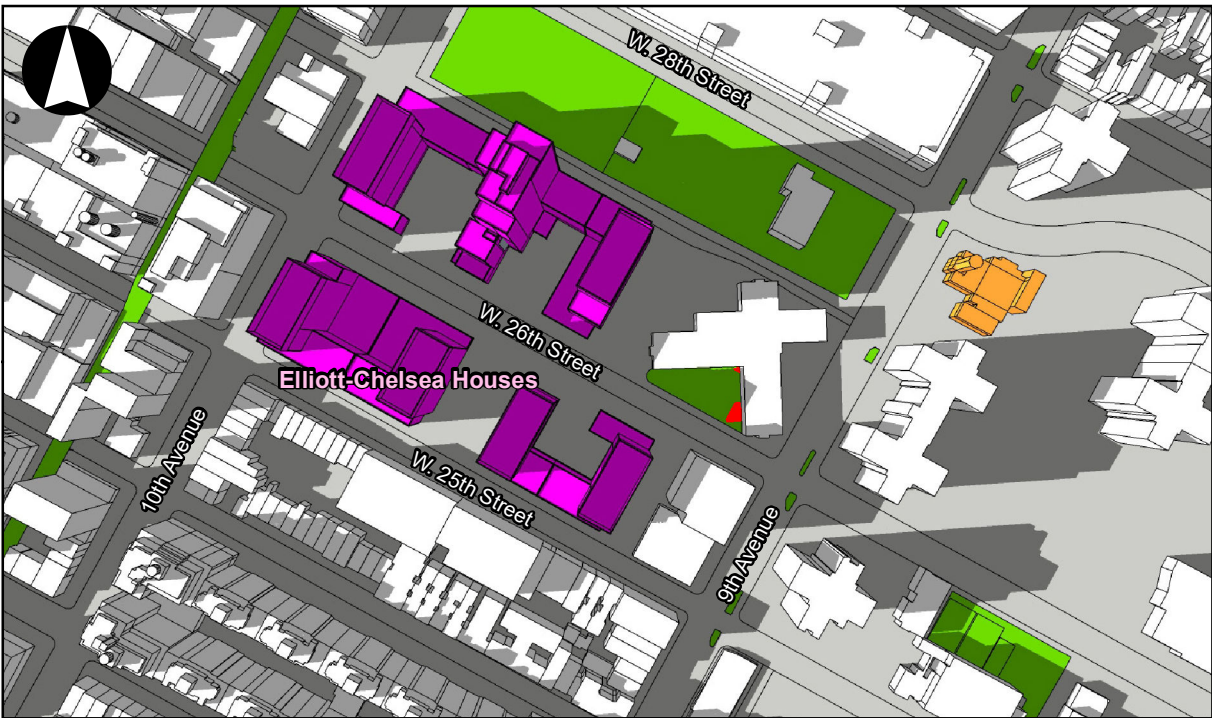 W. 28th Street
W. 26th Street
Elliott-Chelsea Houses
10th Avenue
W. 25th Street
9th Avenue